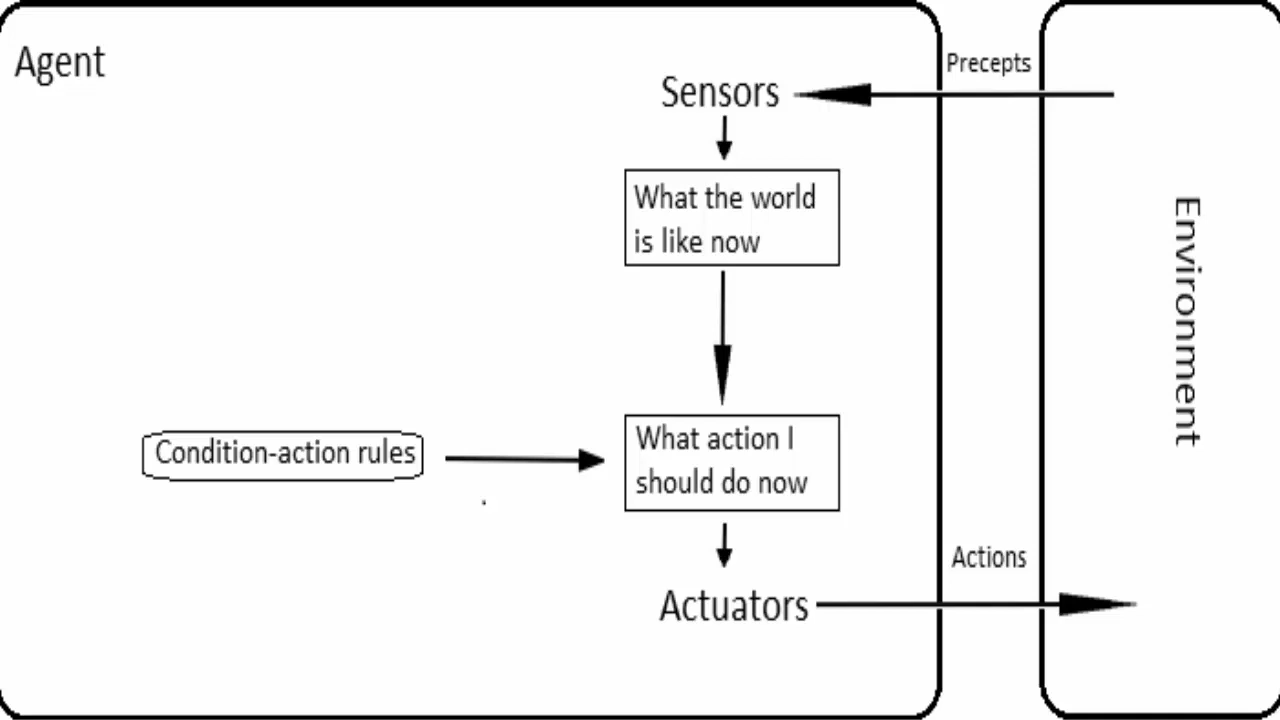 Agent
Precepts
Sensors
What the world
is like now
Environment
Condition-action rules
What action I
should do now
Actions
Actuators